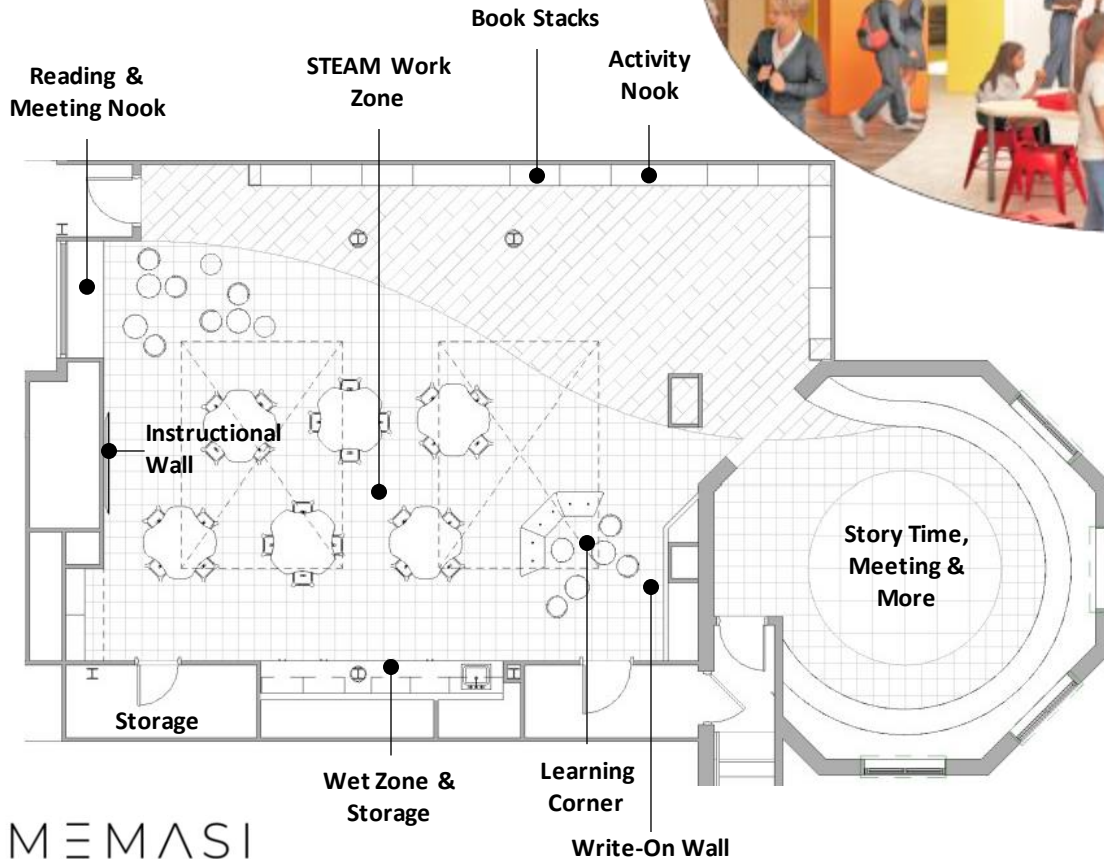 Book Stacks
Reading &
Meeting Nook
STEAM Work
Zone
Activity
Nook
Instructional
Wall
Story Time,
Meeting &
More
Storage
Wet Zone &
Storage
Learning
Corner
Write-On Wall
MEMASI